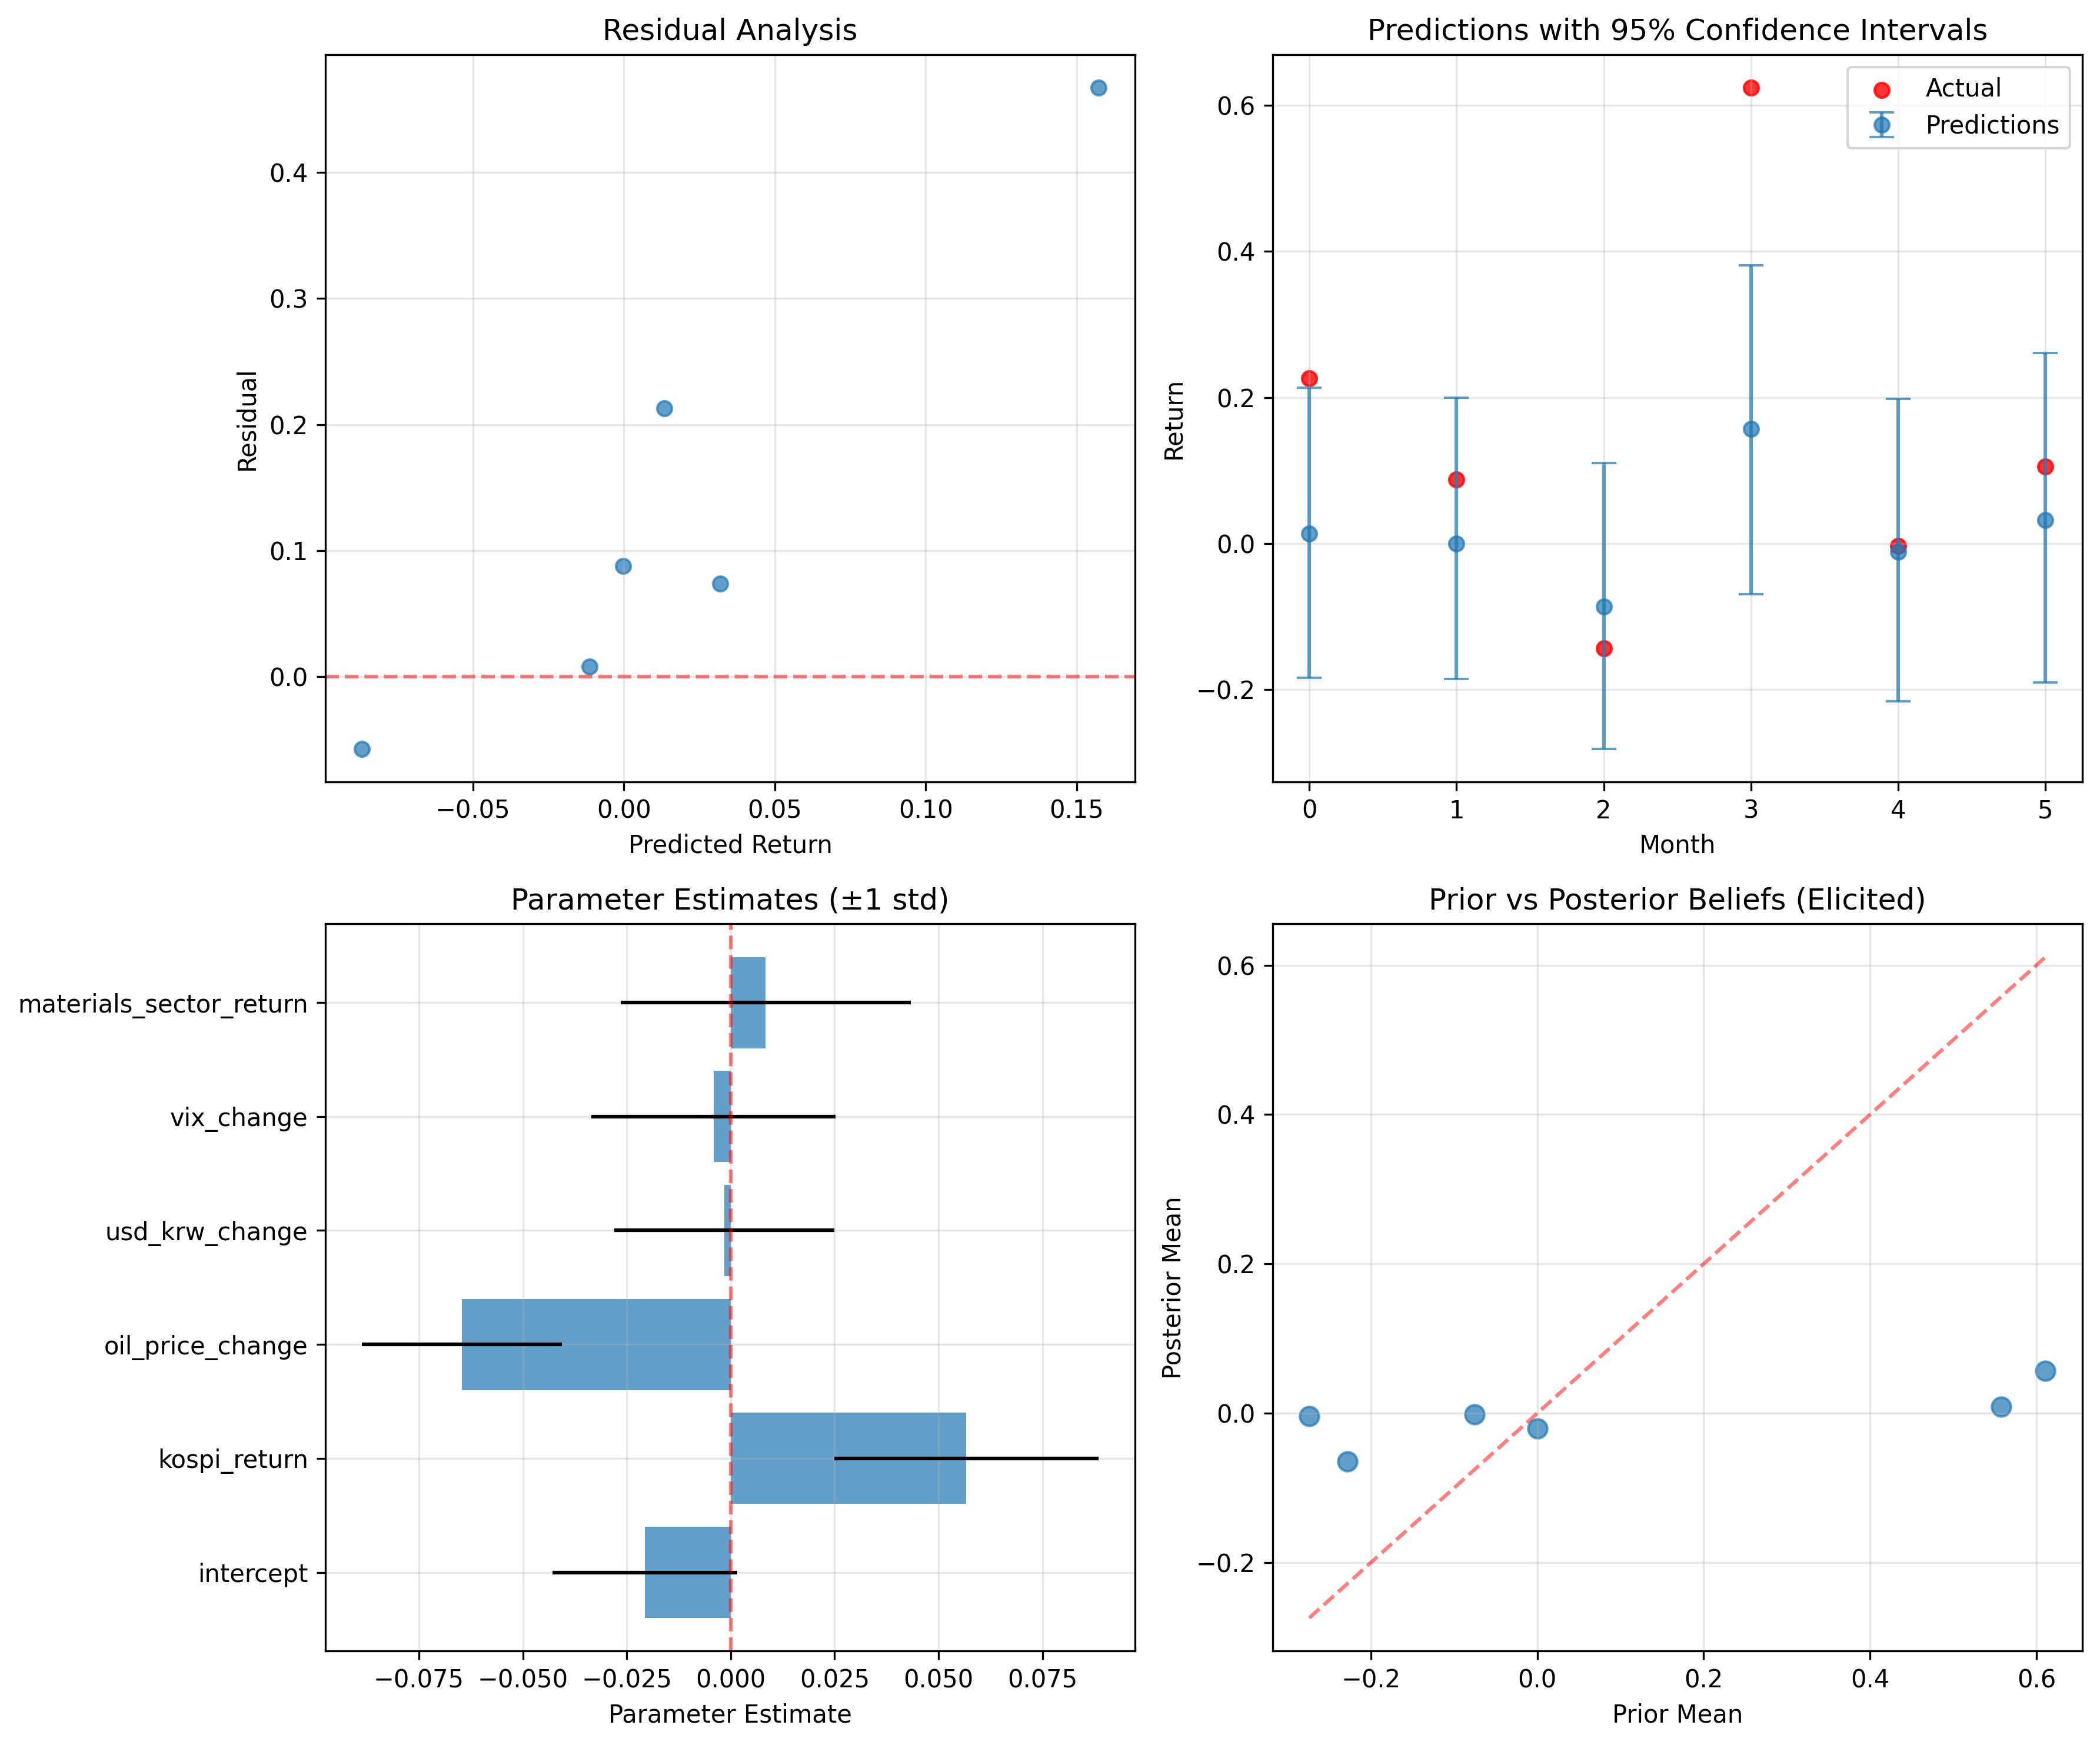 Residual Analysis
Residual
0.4
0.3
0.2
0.1
0.0
−0.05
0.00
0.05
0.10
0.15
Predicted Return
Predictions with 95% Confidence Intervals
Actual
Predictions
Return
0.6
0.4
0.2
0.0
−0.2
0
1
2
3
4
5
Month
Parameter Estimates (±1 std)
materials_sector_return
vix_change
usd_krw_change
oil_price_change
kospi_return
intercept
−0.075
−0.050
−0.025
0.000
0.025
0.050
0.075
Parameter Estimate
Prior vs Posterior Beliefs (Elicited)
Posterior Mean
0.6
0.4
0.2
0.0
−0.2
−0.2
0.0
0.2
0.4
0.6
Prior Mean